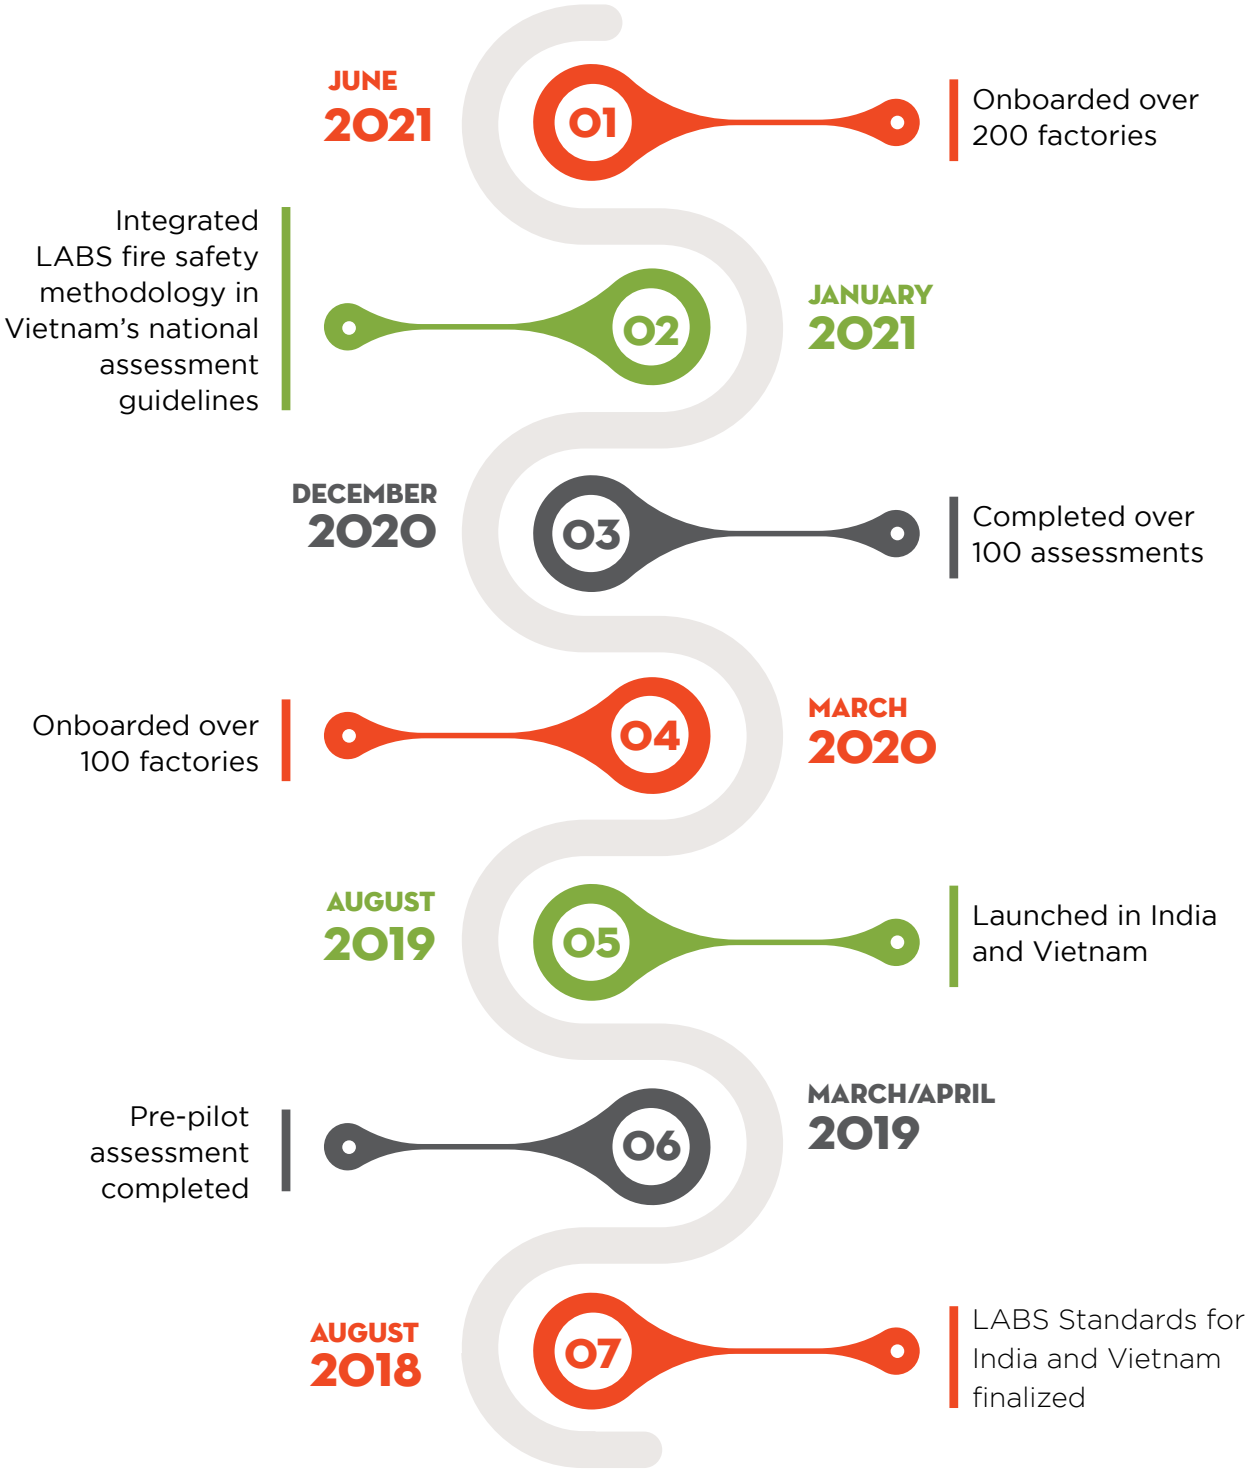 JUNE
2021
01
Onboarded over
200 factories
Integrated
LABS fire safety
methodology in
Vietnam’s national
assessment
guidelines
02
JANUARY
2021
DECEMBER
2020
03
Completed over
100 assessments
Onboarded over
100 factories
04
MARCH
2020
AUGUST
2019
05
Launched in India
and Vietnam
Pre-pilot
assessment
completed
06
MARCH/APRIL
2019
AUGUST
2018
07
LABS Standards for
India and Vietnam
finalized